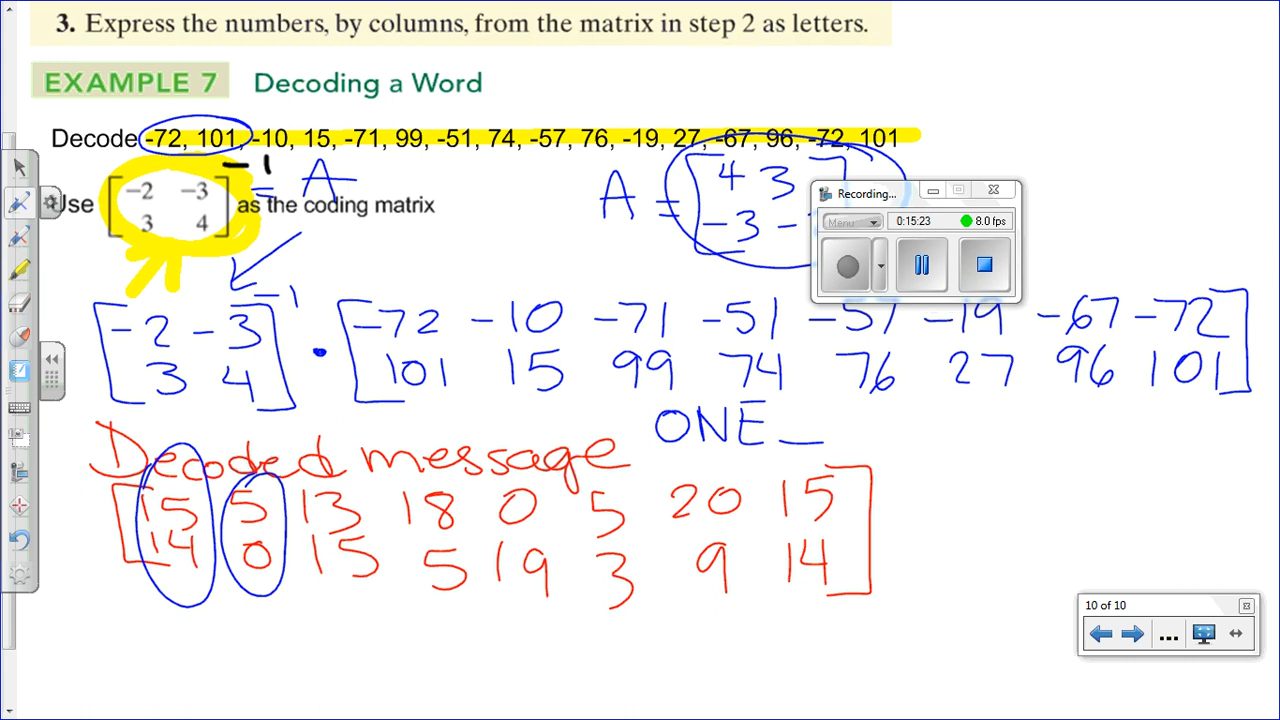 3. Express the numbers, by columns, from the matrix in step 2 as letters.
EXAMPLE 7 Decoding a Word
Decode -72, 101, -10, 15, -71, 99, -51, 74, -57, 76, -19, 27, -67, 96, -72, 101
-1
-2 -3
3 4
Use = A
as the coding matrix
A = 4 3
-3 -
Recording...
Menu 0:15:23 8.0 fps
-2 -3 -1 · -72 -10 -71 -51 -57 -19 -67 -72
3 4 101 15 99 74 76 27 96 101
ONE _
Decoded message
15 5 13 18 0 5 20 15
14 0 15 5 19 3 9 14
10 of 10
...